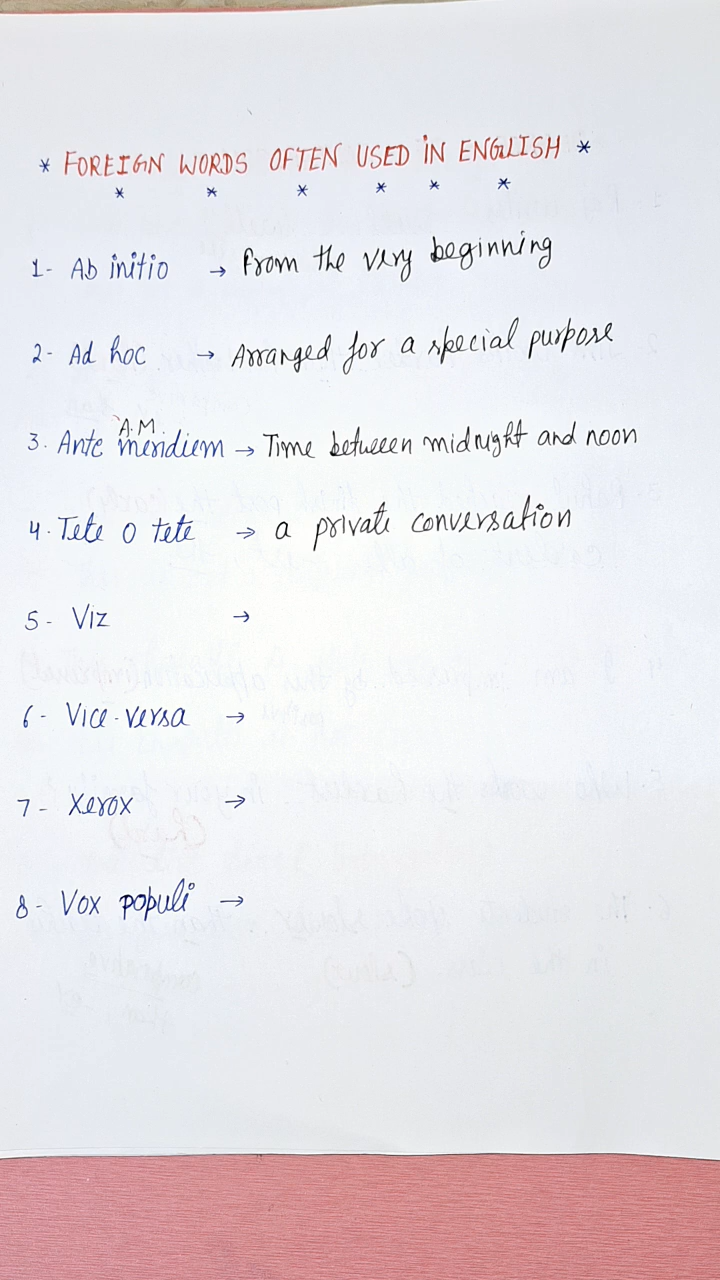 * FOREIGN WORDS OFTEN USED IN ENGLISH *
* * * * * *
1- Ab initio → From the very beginning
2- Ad hoc → Arranged for a special purpose
A.M.
3. Ante meridiem → Time between midnight and noon
4. Tete o tete → a private conversation
5- Viz →
6- Vice-versa →
7- Xerox →
8- Vox populi →